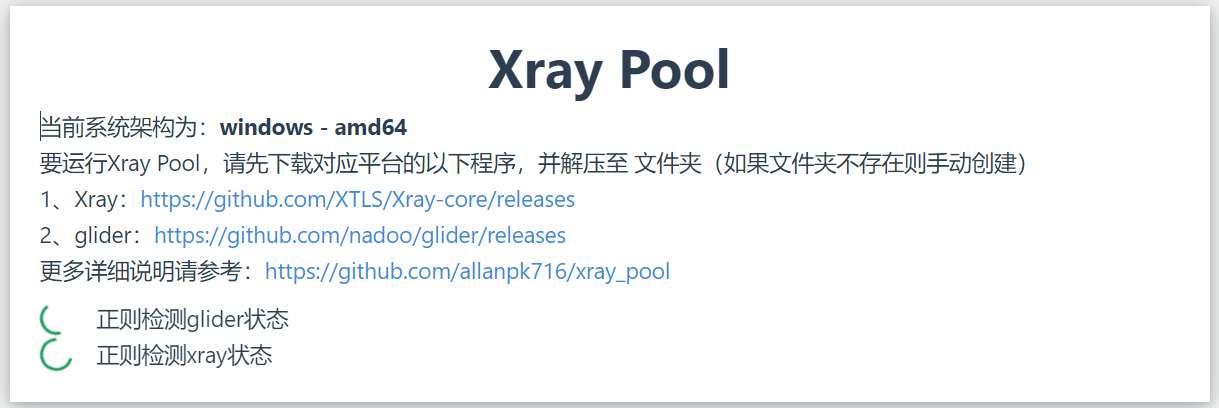 Xray Pool
当前系统架构为：windows - amd64
要运行Xray Pool，请先下载对应平台的以下程序，并解压至 文件夹（如果文件夹不存在则手动创建）
1、Xray：https://github.com/XTLS/Xray-core/releases
2、glider：https://github.com/nadoo/glider/releases
更多详细说明请参考：https://github.com/allanpk716/xray_pool
正则检测glider状态
正则检测xray状态